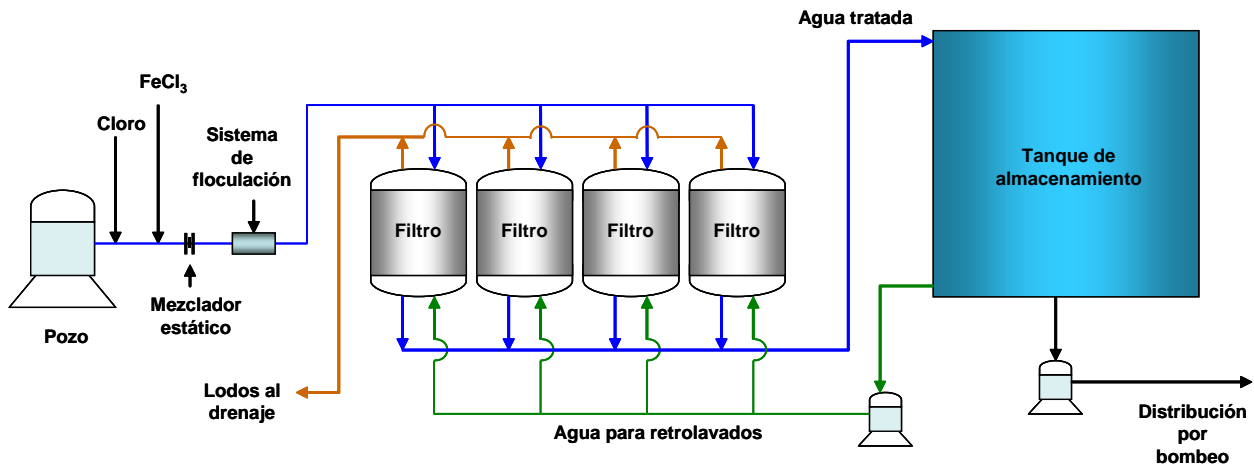 Agua tratada
FeCl₃
Cloro
Sistema
de
floculación
Tanque de
almacenamiento
Filtro
Filtro
Filtro
Filtro
Mezclador
estático
Pozo
Lodos al
drenaje
Agua para retrolavados
Distribución
por
bombeo